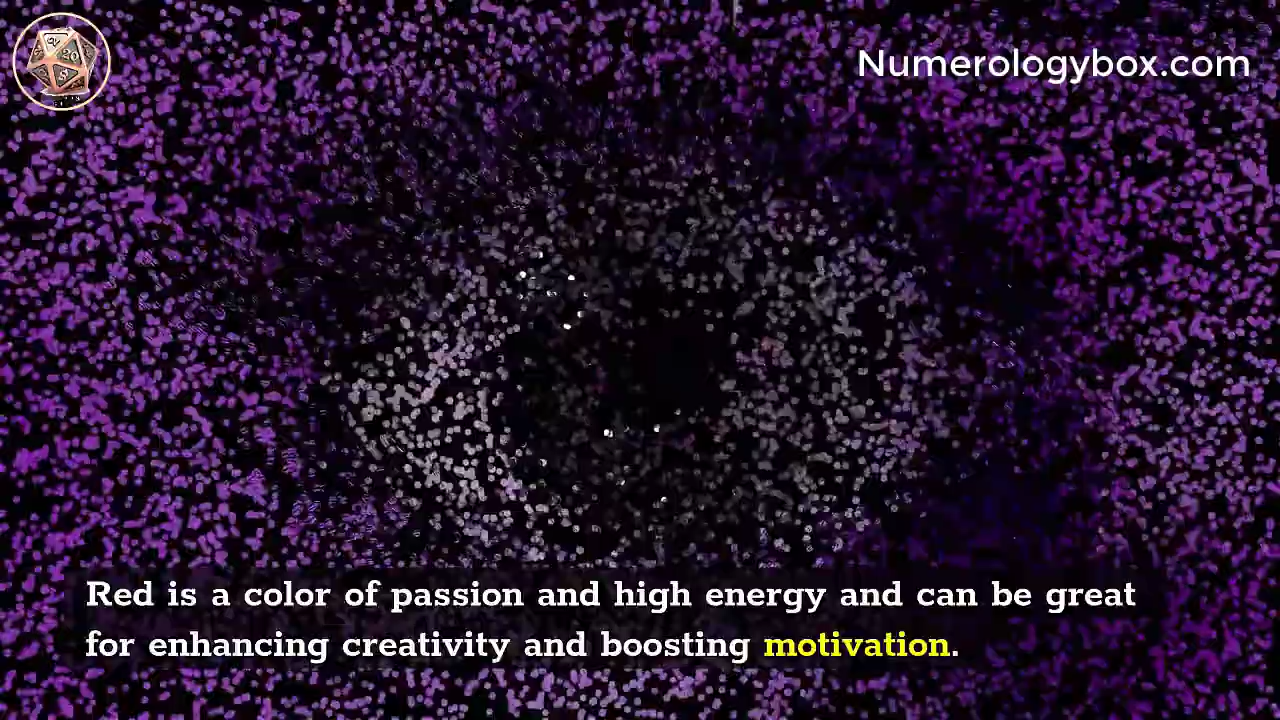 Numerologybox.com
20
Red is a color of passion and high energy and can be great
for enhancing creativity and boosting motivation.